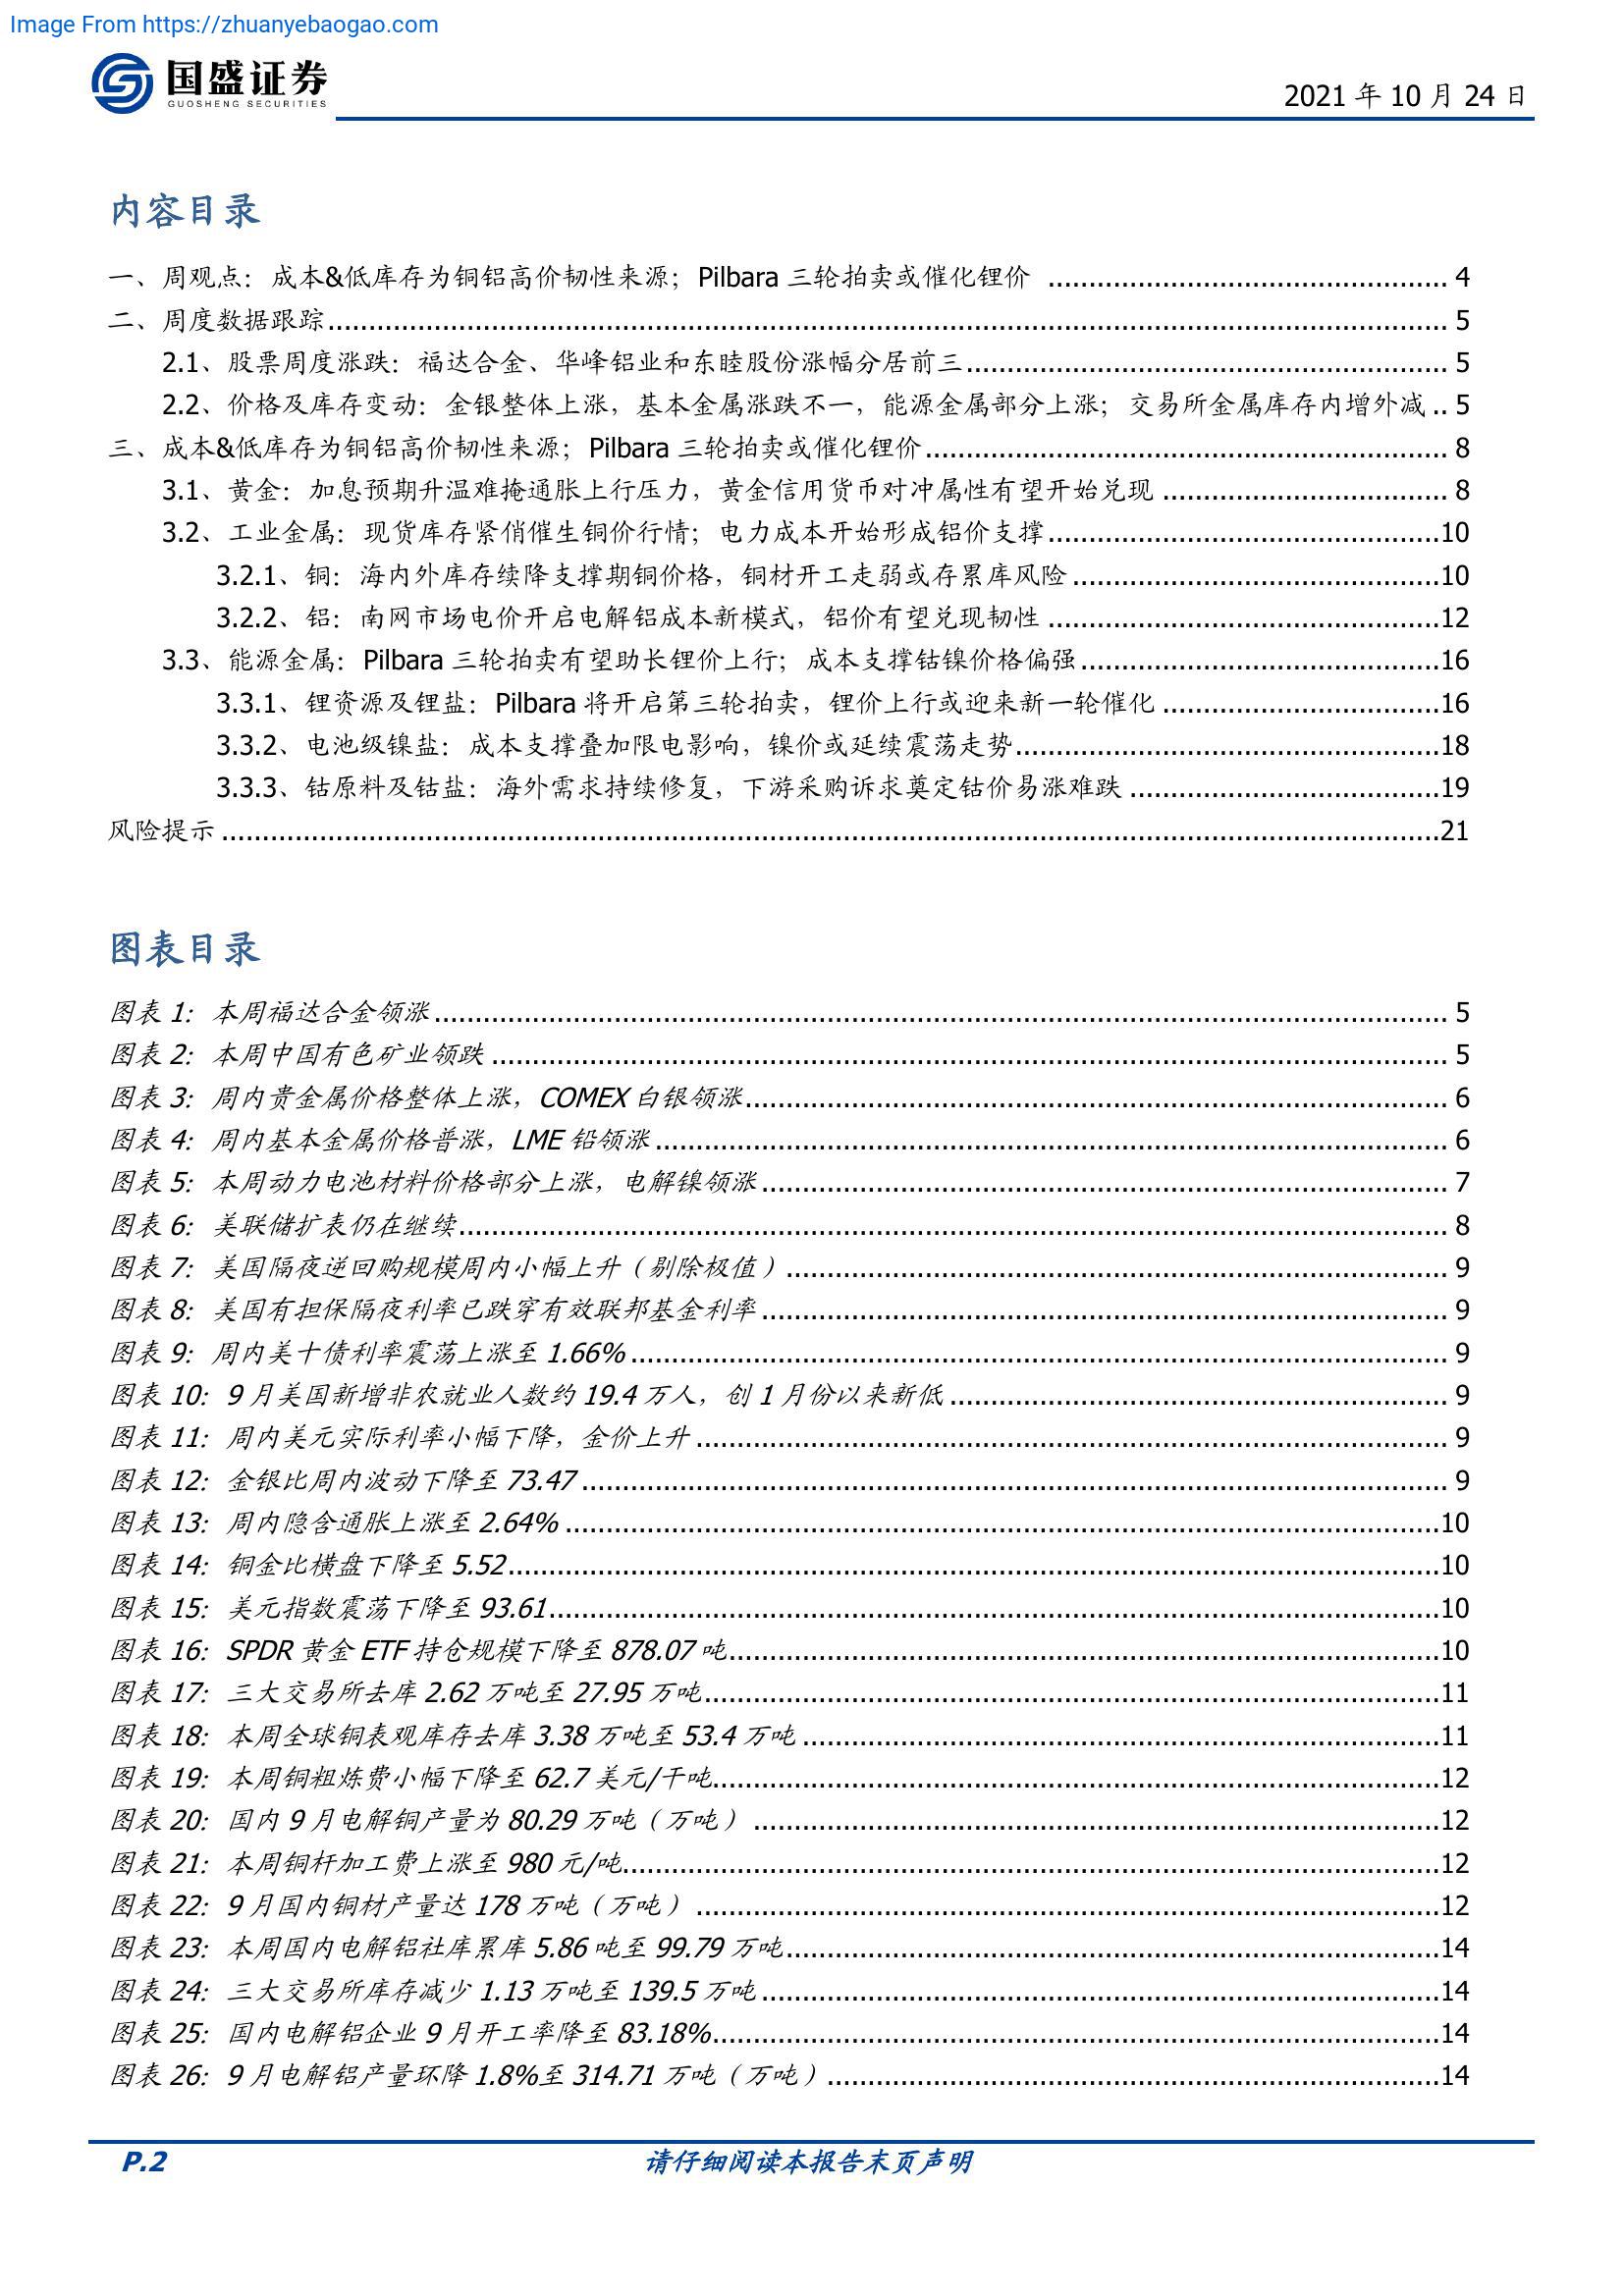 Image From https://zhuanyebaogao.com
国盛证券
GUOSHENG SECURITIES
2021 年 10 月 24 日
内容目录
一、周观点：成本&低库存为铜铝高价韧性来源；Pilbara 三轮拍卖或催化锂价 .................................................. 4
二、周度数据跟踪.................................................. 5
2.1、股票周度涨跌：福达合金、华峰铝业和东睦股份涨幅分居前三.................................................. 5
2.2、价格及库存变动：金银整体上涨，基本金属涨跌不一，能源金属部分上涨；交易所金属库存内增外减 .. 5
三、成本&低库存为铜铝高价韧性来源；Pilbara 三轮拍卖或催化锂价.................................................. 8
3.1、黄金：加息预期升温难掩通胀上行压力，黄金信用货币对冲属性有望开始兑现 .................................. 8
3.2、工业金属：现货库存紧俏催生铜价行情；电力成本开始形成铝价支撑..................................................10
3.2.1、铜：海内外库存续降支撑期铜价格，铜材开工走弱或存累库风险 ..............................................10
3.2.2、铝：南网市场电价开启电解铝成本新模式，铝价有望兑现韧性 ..................................................12
3.3、能源金属：Pilbara 三轮拍卖有望助长锂价上行；成本支撑钴镍价格偏强..............................................16
3.3.1、锂资源及锂盐：Pilbara 将开启第三轮拍卖，锂价上行或迎来新一轮催化 ..................................16
3.3.2、电池级镍盐：成本支撑叠加限电影响，镍价或延续震荡走势..................................................18
3.3.3、钴原料及钴盐：海外需求持续修复，下游采购诉求奠定钴价易涨难跌 ......................................19
风险提示 ..................................................21
图表目录
图表 1：本周福达合金领涨.................................................. 5
图表 2：本周中国有色矿业领跌 .................................................. 5
图表 3：周内贵金属价格整体上涨，COMEX 白银领涨.................................................. 6
图表 4：周内基本金属价格普涨，LME 铅领涨 .................................................. 6
图表 5：本周动力电池材料价格部分上涨，电解镍领涨.................................................. 7
图表 6：美联储扩表仍在继续.................................................. 8
图表 7：美国隔夜逆回购规模周内小幅上升（剔除极值）.................................................. 9
图表 8：美国有担保隔夜利率已跌穿有效联邦基金利率.................................................. 9
图表 9：周内美十债利率震荡上涨至 1.66%.................................................. 9
图表 10：9 月美国新增非农就业人数约 19.4 万人，创 1 月份以来新低 .................................................. 9
图表 11：周内美元实际利率小幅下降，金价上升 .................................................. 9
图表 12：金银比周内波动下降至 73.47 .................................................. 9
图表 13：周内隐含通胀上涨至 2.64% ..................................................10
图表 14：铜金比横盘下降至 5.52..................................................10
图表 15：美元指数震荡下降至 93.61..................................................10
图表 16：SPDR 黄金 ETF 持仓规模下降至 878.07 吨..................................................10
图表 17：三大交易所去库 2.62 万吨至 27.95 万吨..................................................11
图表 18：本周全球铜表观库存去库 3.38 万吨至 53.4 万吨 ..................................................11
图表 19：本周铜粗炼费小幅下降至 62.7 美元/干吨..................................................12
图表 20：国内 9 月电解铜产量为 80.29 万吨（万吨） ..................................................12
图表 21：本周铜杆加工费上涨至 980 元/吨..................................................12
图表 22：9 月国内铜材产量达 178 万吨（万吨） ..................................................12
图表 23：本周国内电解铝社库累库 5.86 吨至 99.79 万吨..................................................14
图表 24：三大交易所库存减少 1.13 万吨至 139.5 万吨..................................................14
图表 25：国内电解铝企业 9 月开工率降至 83.18%..................................................14
图表 26：9 月电解铝产量环降 1.8%至 314.71 万吨（万吨）..................................................14
P.2
请仔细阅读本报告末页声明